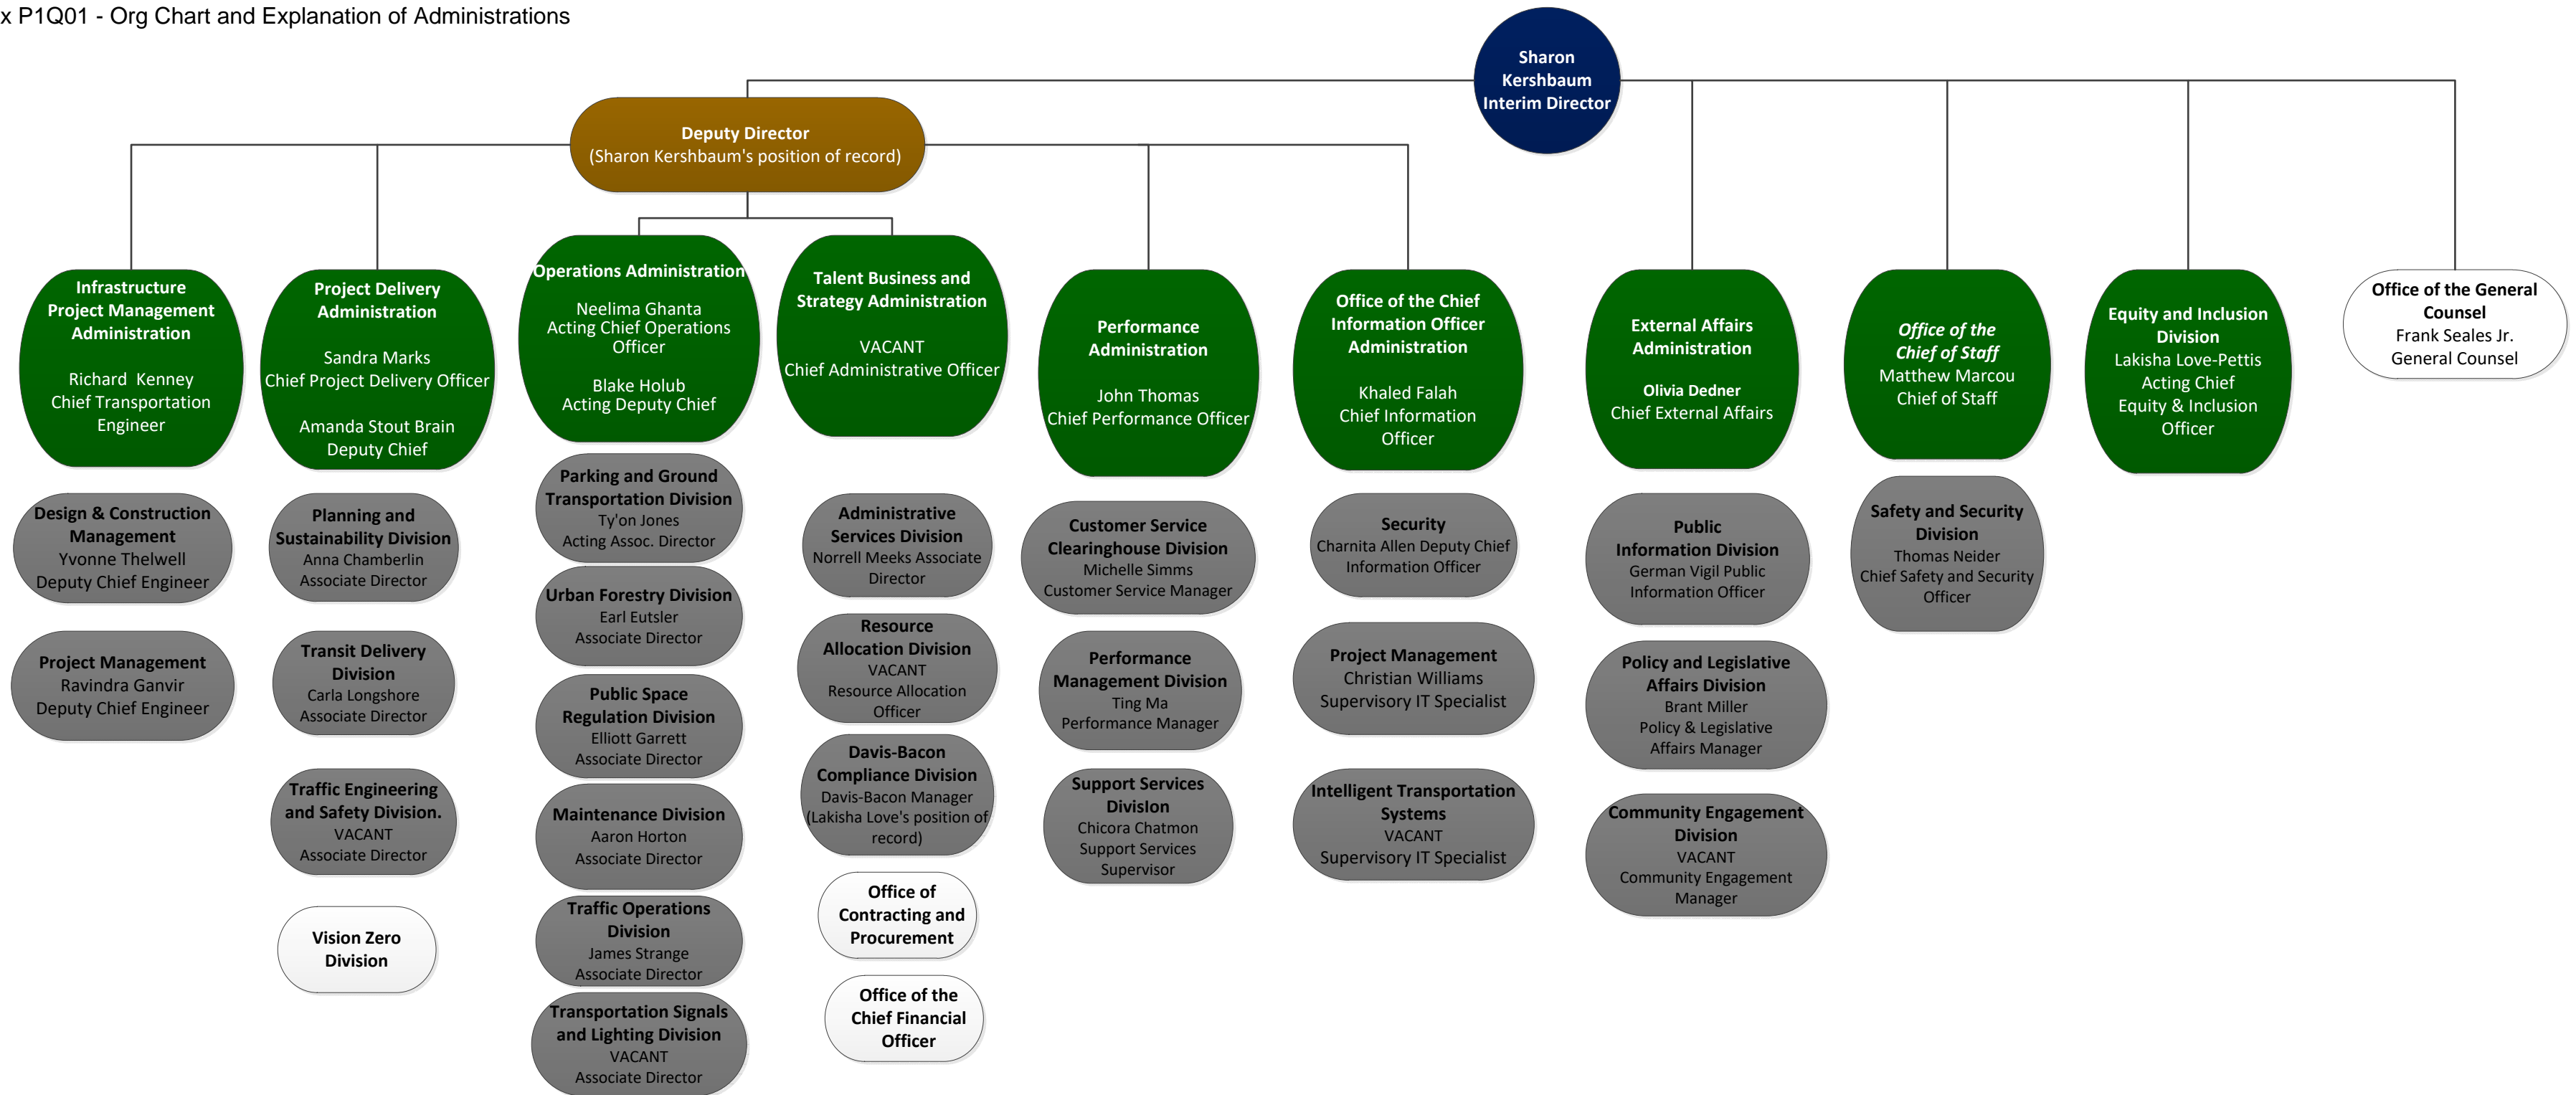 x P1Q01 - Org Chart and Explanation of Administrations
Sharon
Kershbaum
Interim Director
Deputy Director
(Sharon Kershbaum's position of record)
Infrastructure
Project Management
Administration
Richard Kenney
Chief Transportation
Engineer
Design & Construction
Management
Yvonne Thelwell
Deputy Chief Engineer
Project Management
Ravindra Ganvir
Deputy Chief Engineer
Project Delivery
Administration
Sandra Marks
Chief Project Delivery Officer
Amanda Stout Brain
Deputy Chief
Planning and
Sustainability Division
Anna Chamberlin
Associate Director
Transit Delivery
Division
Carla Longshore
Associate Director
Traffic Engineering
and Safety Division.
VACANT
Associate Director
Vision Zero
Division
Operations Administration
Neelima Ghanta
Acting Chief Operations
Officer
Blake Holub
Acting Deputy Chief
Parking and Ground
Transportation Division
Ty'on Jones
Acting Assoc. Director
Urban Forestry Division
Earl Eutsler
Associate Director
Public Space
Regulation Division
Elliott Garrett
Associate Director
Maintenance Division
Aaron Horton
Associate Director
Traffic Operations
Division
James Strange
Associate Director
Transportation Signals
and Lighting Division
VACANT
Associate Director
Talent Business and
Strategy Administration
VACANT
Chief Administrative Officer
Administrative
Services Division
Norrell Meeks Associate
Director
Resource
Allocation Division
VACANT
Resource Allocation
Officer
Davis-Bacon
Compliance Division
Davis-Bacon Manager
(Lakisha Love's position of
record)
Office of
Contracting and
Procurement
Office of the
Chief Financial
Officer
Performance
Administration
John Thomas
Chief Performance Officer
Customer Service
Clearinghouse Division
Michelle Simms
Customer Service Manager
Performance
Management Division
Ting Ma
Performance Manager
Support Services
DivisIon
Chicora Chatmon
Support Services
Supervisor
Office of the Chief
Information Officer
Administration
Khaled Falah
Chief Information
Officer
Security
Charnita Allen Deputy Chief
Information Officer
Project Management
Christian Williams
Supervisory IT Specialist
Intelligent Transportation
Systems
VACANT
Supervisory IT Specialist
External Affairs
Administration
Olivia Dedner
Chief External Affairs
Public
Information Division
German Vigil Public
Information Officer
Policy and Legislative
Affairs Division
Brant Miller
Policy & Legislative
Affairs Manager
Community Engagement
Division
VACANT
Community Engagement
Manager
Office of the
Chief of Staff
Matthew Marcou
Chief of Staff
Safety and Security
Division
Thomas Neider
Chief Safety and Security
Officer
Equity and Inclusion
Division
Lakisha Love-Pettis
Acting Chief
Equity & Inclusion
Officer
Office of the General
Counsel
Frank Seales Jr.
General Counsel